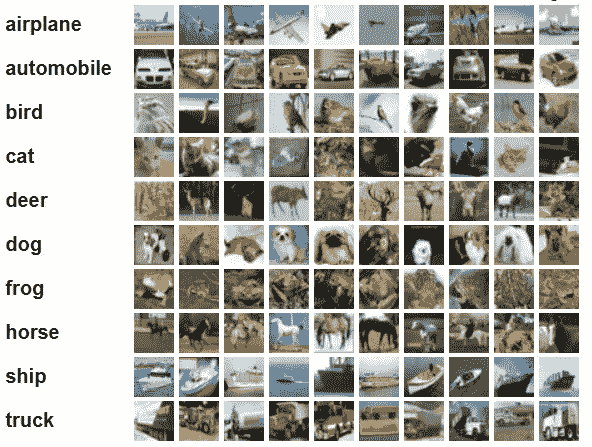 airplane
automobile
bird
cat
deer
dog
frog
horse
ship
truck